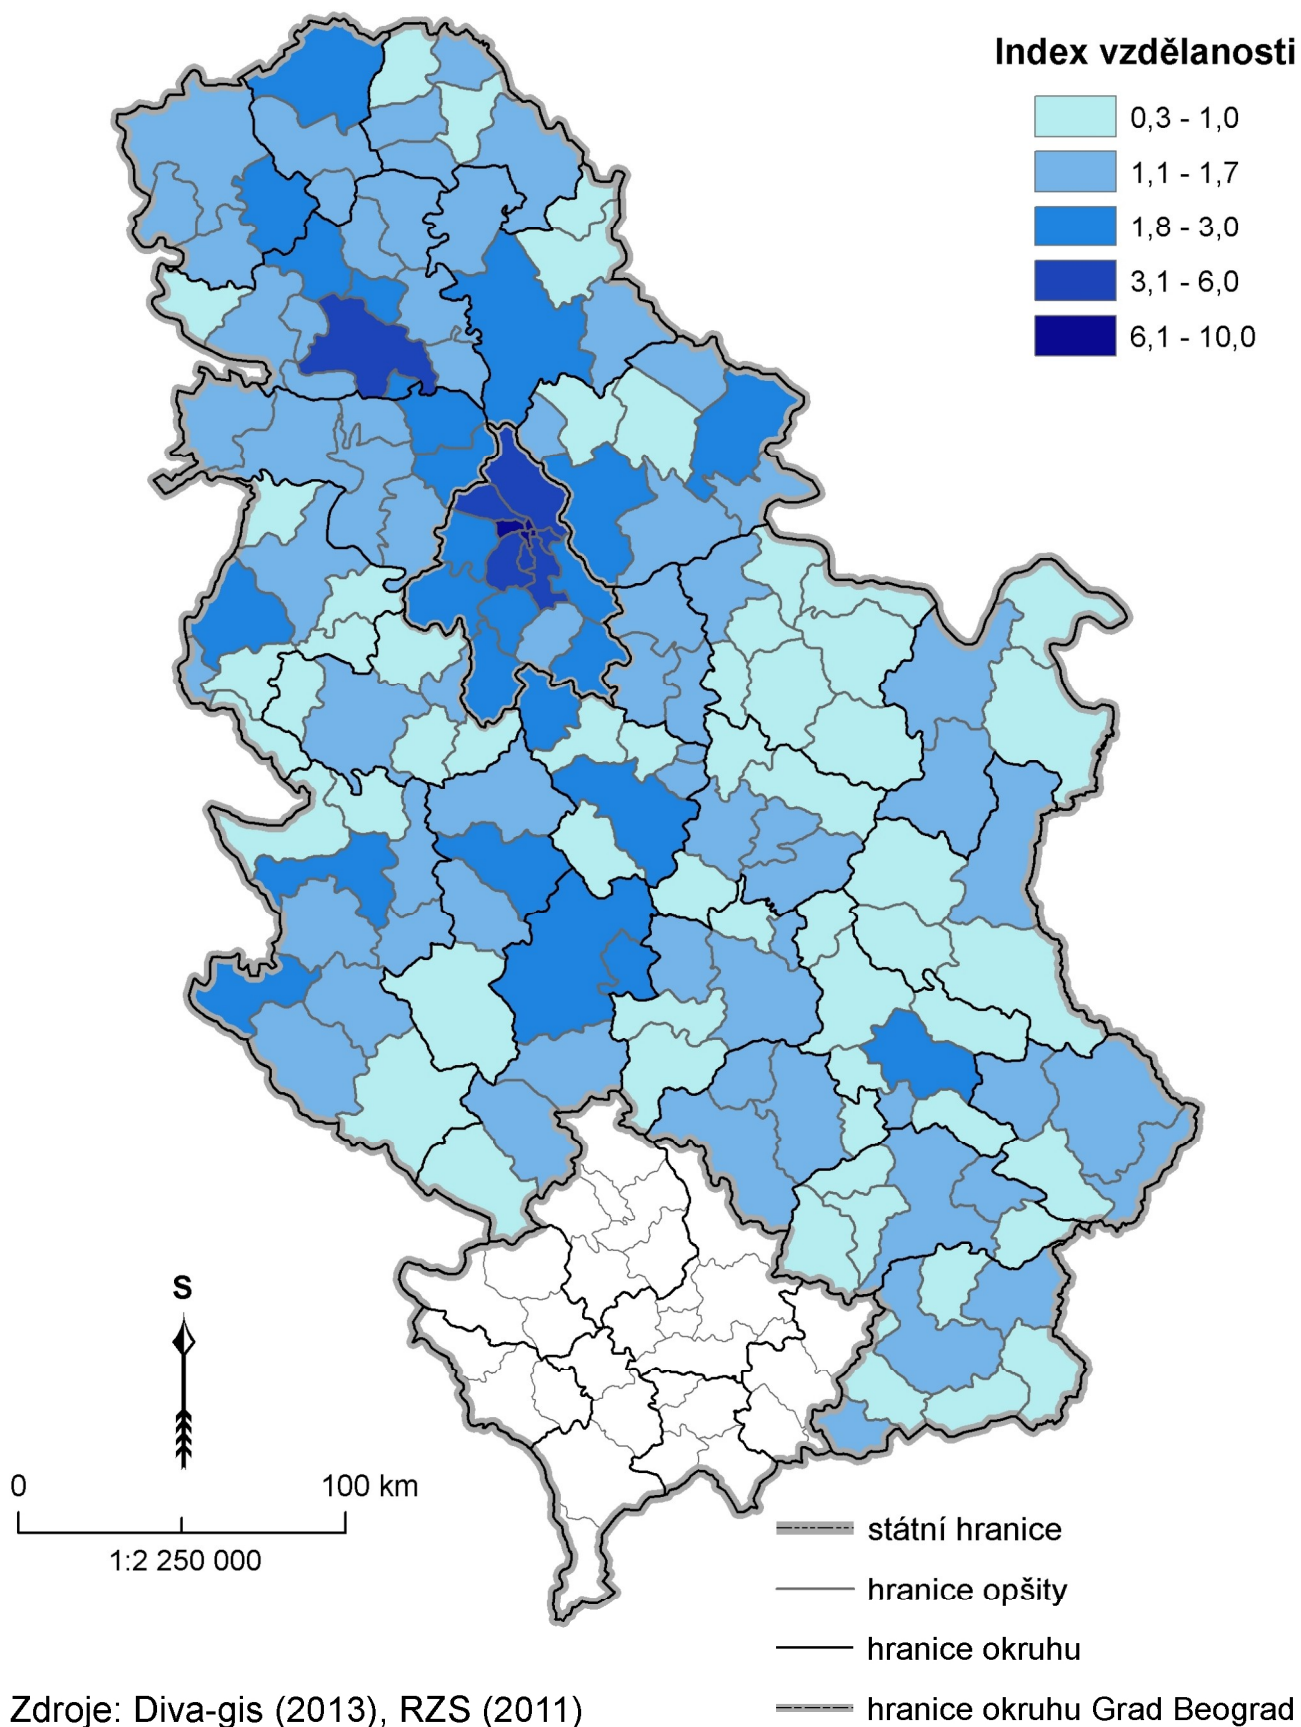 Index vzdělanosti
0,3 - 1,0
1,1 - 1,7
1,8 - 3,0
3,1 - 6,0
6,1 - 10,0
S
0 100 km
1:2 250 000
státní hranice
hranice opšity
hranice okruhu
hranice okruhu Grad Beograd
Zdroje: Diva-gis (2013), RZS (2011)